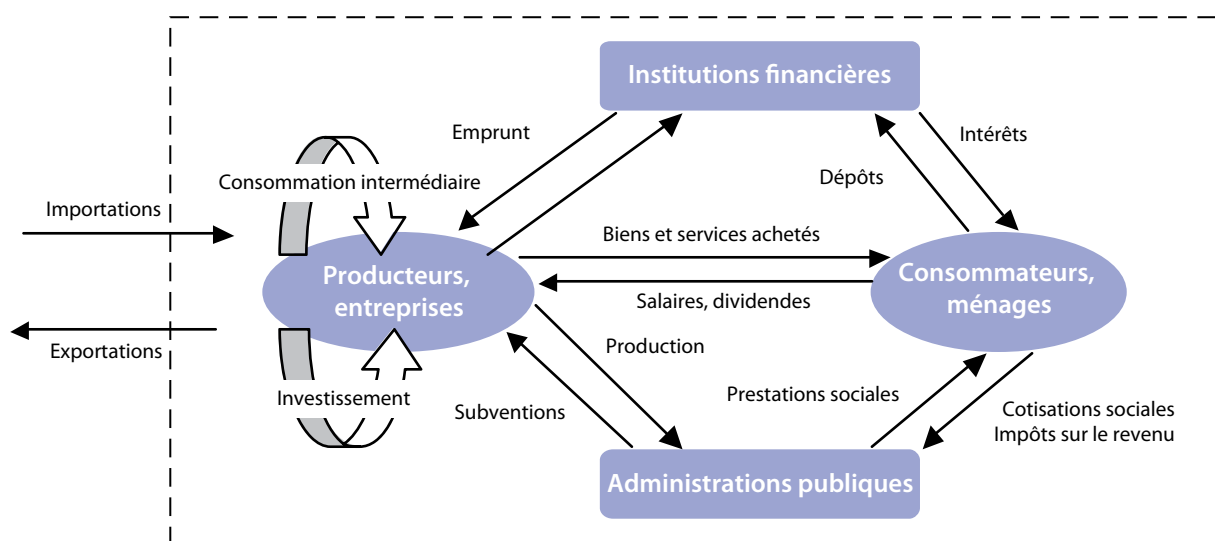 Institutions financières
Emprunt
Intérêts
Consommation intermédiaire
Dépôts
Importations
Biens et services achetés
Producteurs,
entreprises
Consommateurs,
ménages
Salaires, dividendes
Exportations
Production
Investissement
Subventions
Prestations sociales
Cotisations sociales
Impôts sur le revenu
Administrations publiques